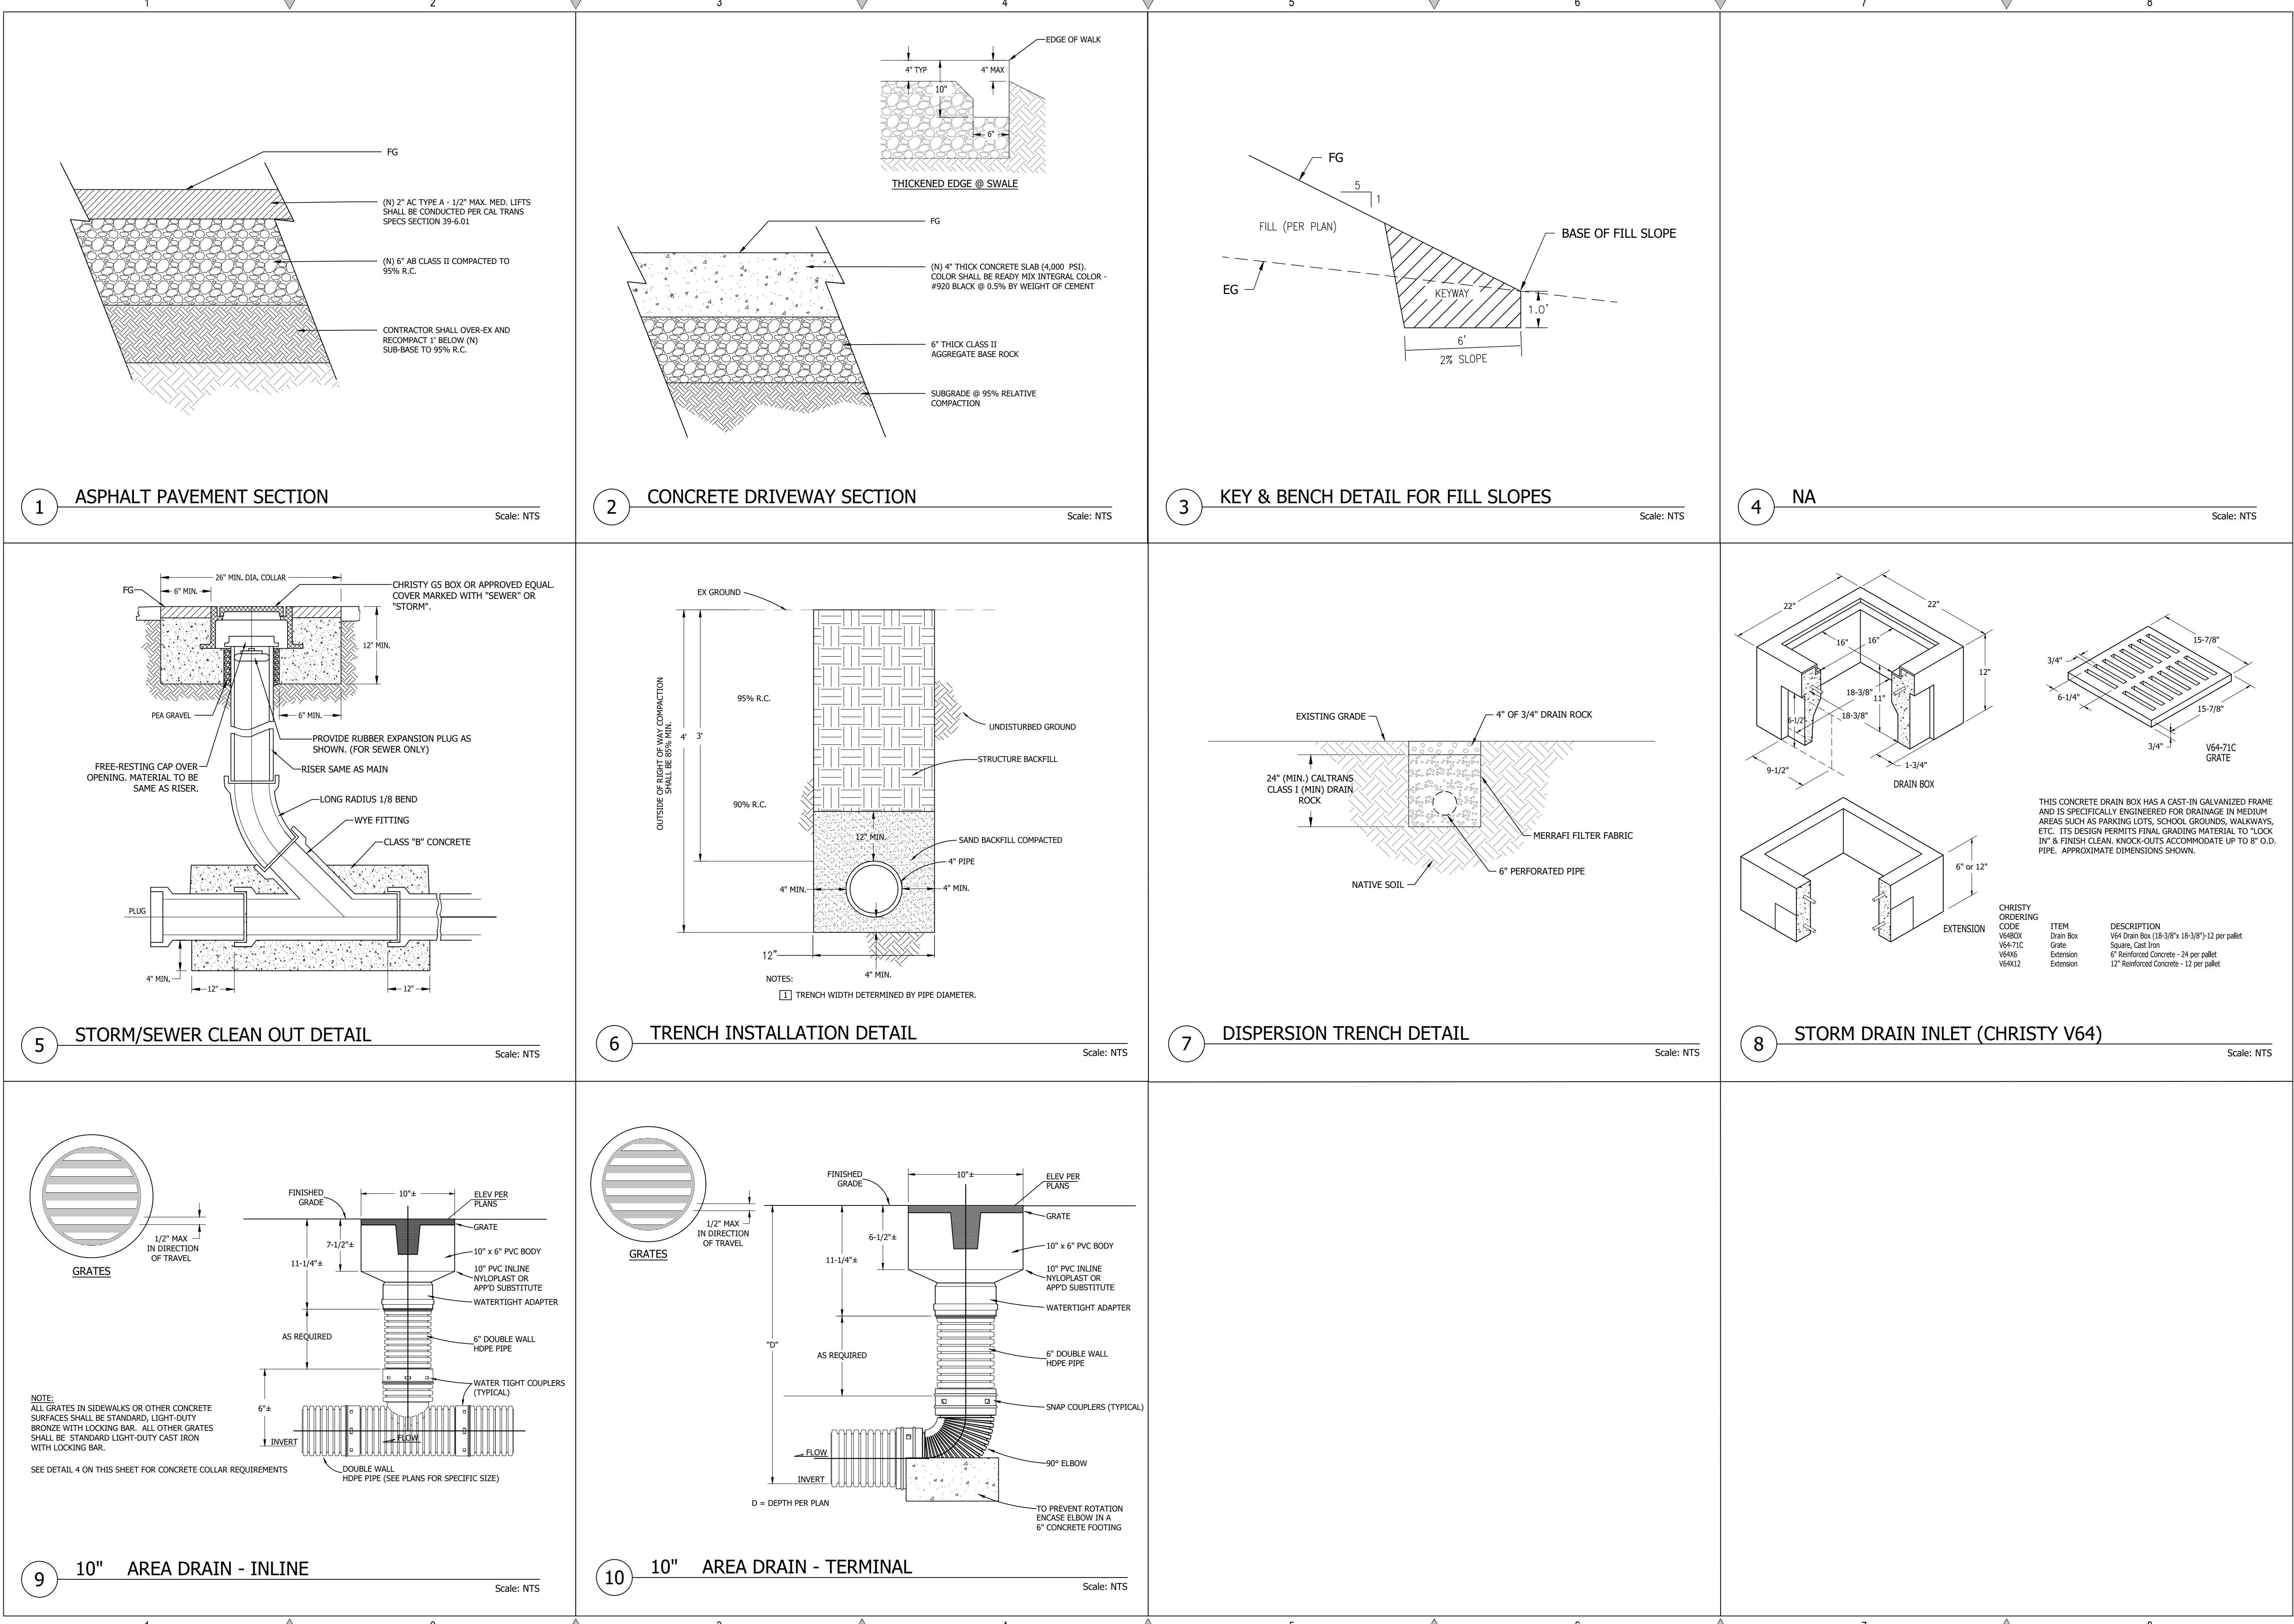 1
2
3
4
5
6
7
8
FG
(N) 2" AC TYPE A - 1/2" MAX. MED. LIFTS
SHALL BE CONDUCTED PER CAL TRANS
SPECS SECTION 39-6.01
(N) 6" AB CLASS II COMPACTED TO
95% R.C.
CONTRACTOR SHALL OVER-EX AND
RECOMPACT 1' BELOW (N)
SUB-BASE TO 95% R.C.
1
ASPHALT PAVEMENT SECTION
Scale: NTS
EDGE OF WALK
4" TYP
4" MAX
10"
6"
THICKENED EDGE @ SWALE
FG
(N) 4" THICK CONCRETE SLAB (4,000 PSI).
COLOR SHALL BE READY MIX INTEGRAL COLOR -
#920 BLACK @ 0.5% BY WEIGHT OF CEMENT
6" THICK CLASS II
AGGREGATE BASE ROCK
SUBGRADE @ 95% RELATIVE
COMPACTION
2
CONCRETE DRIVEWAY SECTION
Scale: NTS
FG
5
1
FILL (PER PLAN)
BASE OF FILL SLOPE
EG
KEYWAY
1.0'
6'
2% SLOPE
3
KEY & BENCH DETAIL FOR FILL SLOPES
Scale: NTS
4
NA
Scale: NTS
26" MIN. DIA. COLLAR
FG
6" MIN.
CHRISTY G5 BOX OR APPROVED EQUAL.
COVER MARKED WITH "SEWER" OR
"STORM".
12" MIN.
PEA GRAVEL
6" MIN.
PROVIDE RUBBER EXPANSION PLUG AS
SHOWN. (FOR SEWER ONLY)
FREE-RESTING CAP OVER
OPENING. MATERIAL TO BE
SAME AS RISER.
RISER SAME AS MAIN
LONG RADIUS 1/8 BEND
WYE FITTING
CLASS "B" CONCRETE
PLUG
4" MIN.
12"
12"
5
STORM/SEWER CLEAN OUT DETAIL
Scale: NTS
EX GROUND
OUTSIDE OF RIGHT OF WAY COMPACTION
SHALL BE 85% MIN.
4'
3'
95% R.C.
90% R.C.
UNDISTURBED GROUND
STRUCTURE BACKFILL
12" MIN.
SAND BACKFILL COMPACTED
4" PIPE
4" MIN.
4" MIN.
12"
4" MIN.
NOTES:
1 TRENCH WIDTH DETERMINED BY PIPE DIAMETER.
6
TRENCH INSTALLATION DETAIL
Scale: NTS
EXISTING GRADE
4" OF 3/4" DRAIN ROCK
24" (MIN.) CALTRANS
CLASS I (MIN) DRAIN
ROCK
MERRAFI FILTER FABRIC
6" PERFORATED PIPE
NATIVE SOIL
7
DISPERSION TRENCH DETAIL
Scale: NTS
22"
22"
16"
16"
12"
18-3/8"
11"
18-3/8"
6-1/2"
9-1/2"
1-3/4"
DRAIN BOX
15-7/8"
3/4"
6-1/4"
15-7/8"
3/4"
V64-71C
GRATE
THIS CONCRETE DRAIN BOX HAS A CAST-IN GALVANIZED FRAME
AND IS SPECIFICALLY ENGINEERED FOR DRAINAGE IN MEDIUM
AREAS SUCH AS PARKING LOTS, SCHOOL GROUNDS, WALKWAYS,
ETC. ITS DESIGN PERMITS FINAL GRADING MATERIAL TO "LOCK
IN" & FINISH CLEAN. KNOCK-OUTS ACCOMMODATE UP TO 8" O.D.
PIPE. APPROXIMATE DIMENSIONS SHOWN.
6" or 12"
EXTENSION
CHRISTY
ORDERING
CODE ITEM DESCRIPTION
V64BOX Drain Box V64 Drain Box (18-3/8"x 18-3/8")-12 per pallet
V64-71C Grate Square, Cast Iron
V64X6 Extension 6" Reinforced Concrete - 24 per pallet
V64X12 Extension 12" Reinforced Concrete - 12 per pallet
8
STORM DRAIN INLET (CHRISTY V64)
Scale: NTS
1/2" MAX
IN DIRECTION
OF TRAVEL
GRATES
FINISHED
GRADE
10"±
ELEV PER
PLANS
GRATE
7-1/2"±
11-1/4"±
10" x 6" PVC BODY
10" PVC INLINE
NYLOPLAST OR
APP'D SUBSTITUTE
WATERTIGHT ADAPTER
AS REQUIRED
6" DOUBLE WALL
HDPE PIPE
WATER TIGHT COUPLERS
(TYPICAL)
6"±
INVERT
FLOW
DOUBLE WALL
HDPE PIPE (SEE PLANS FOR SPECIFIC SIZE)
NOTE:
ALL GRATES IN SIDEWALKS OR OTHER CONCRETE
SURFACES SHALL BE STANDARD, LIGHT-DUTY
BRONZE WITH LOCKING BAR. ALL OTHER GRATES
SHALL BE STANDARD LIGHT-DUTY CAST IRON
WITH LOCKING BAR.
SEE DETAIL 4 ON THIS SHEET FOR CONCRETE COLLAR REQUIREMENTS
9
10" AREA DRAIN - INLINE
Scale: NTS
1/2" MAX
IN DIRECTION
OF TRAVEL
GRATES
FINISHED
GRADE
10"±
ELEV PER
PLANS
GRATE
6-1/2"±
11-1/4"±
10" x 6" PVC BODY
10" PVC INLINE
NYLOPLAST OR
APP'D SUBSTITUTE
WATERTIGHT ADAPTER
"D"
AS REQUIRED
6" DOUBLE WALL
HDPE PIPE
SNAP COUPLERS (TYPICAL)
FLOW
90° ELBOW
INVERT
D = DEPTH PER PLAN
TO PREVENT ROTATION
ENCASE ELBOW IN A
6" CONCRETE FOOTING
10
10" AREA DRAIN - TERMINAL
Scale: NTS